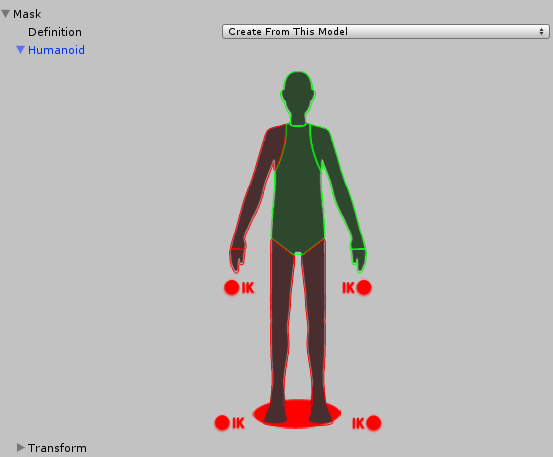 Mask
Definition Create From This Model
Humanoid
IK IK
IK IK
Transform